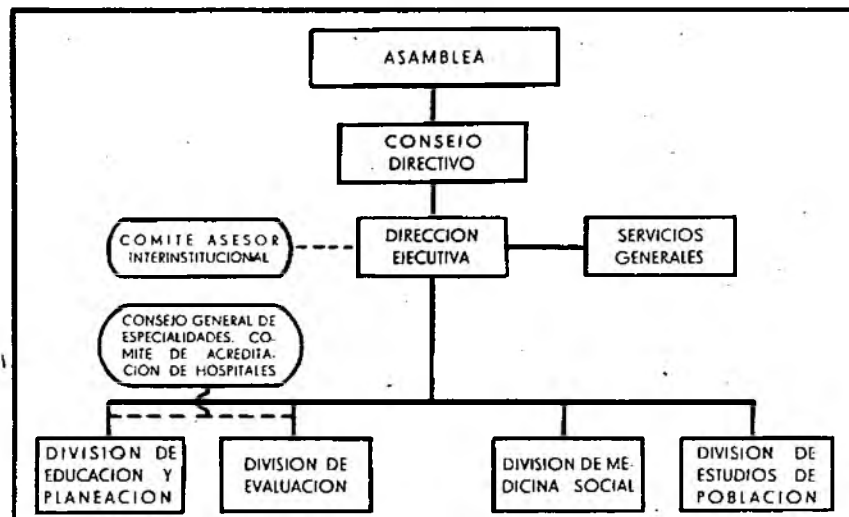 ASAMBLEA
CONSEJO
DIRECTIVO
COMITE ASESOR
INTERINSTITUCIONAL
DIRECCION
EJECUTIVA
SERVICIOS
GENERALES
CONSEJO GENERAL DE
ESPECIALIDADES. CO-
MITE DE ACREDITA-
CION DE HOSPITALES
DIVISION DE
EDUCACION Y
PLANEACION
DIVISION DE
EVALUACION
DIVISION DE ME-
DICINA SOCIAL
DIVISION DE
ESTUDIOS DE
POBLACION